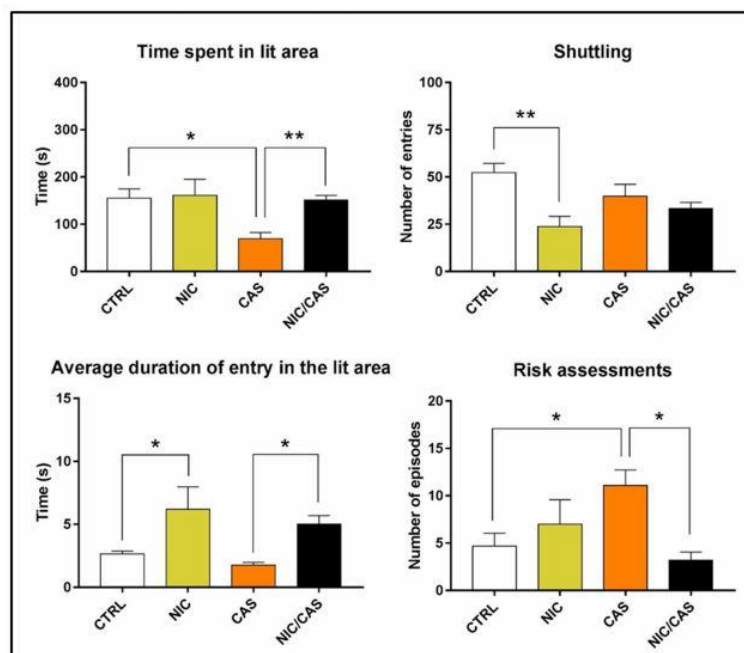 Time spent in lit area
Time (s)
400
300
200
100
0
*
**
CTRL
NIC
CAS
NIC/CAS
Shuttling
Number of entries
100
75
50
25
0
**
CTRL
NIC
CAS
NIC/CAS
Average duration of entry in the lit area
Time (s)
15
10
5
0
*
*
CTRL
NIC
CAS
NIC/CAS
Risk assessments
Number of episodes
20
15
10
5
0
*
*
CTRL
NIC
CAS
NIC/CAS